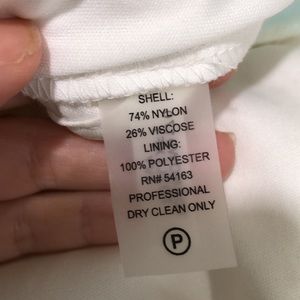 SHELL:
74% NYLON
26% VISCOSE
LINING:
100% POLYESTER
RN# 54163
PROFESSIONAL
DRY CLEAN ONLY
P